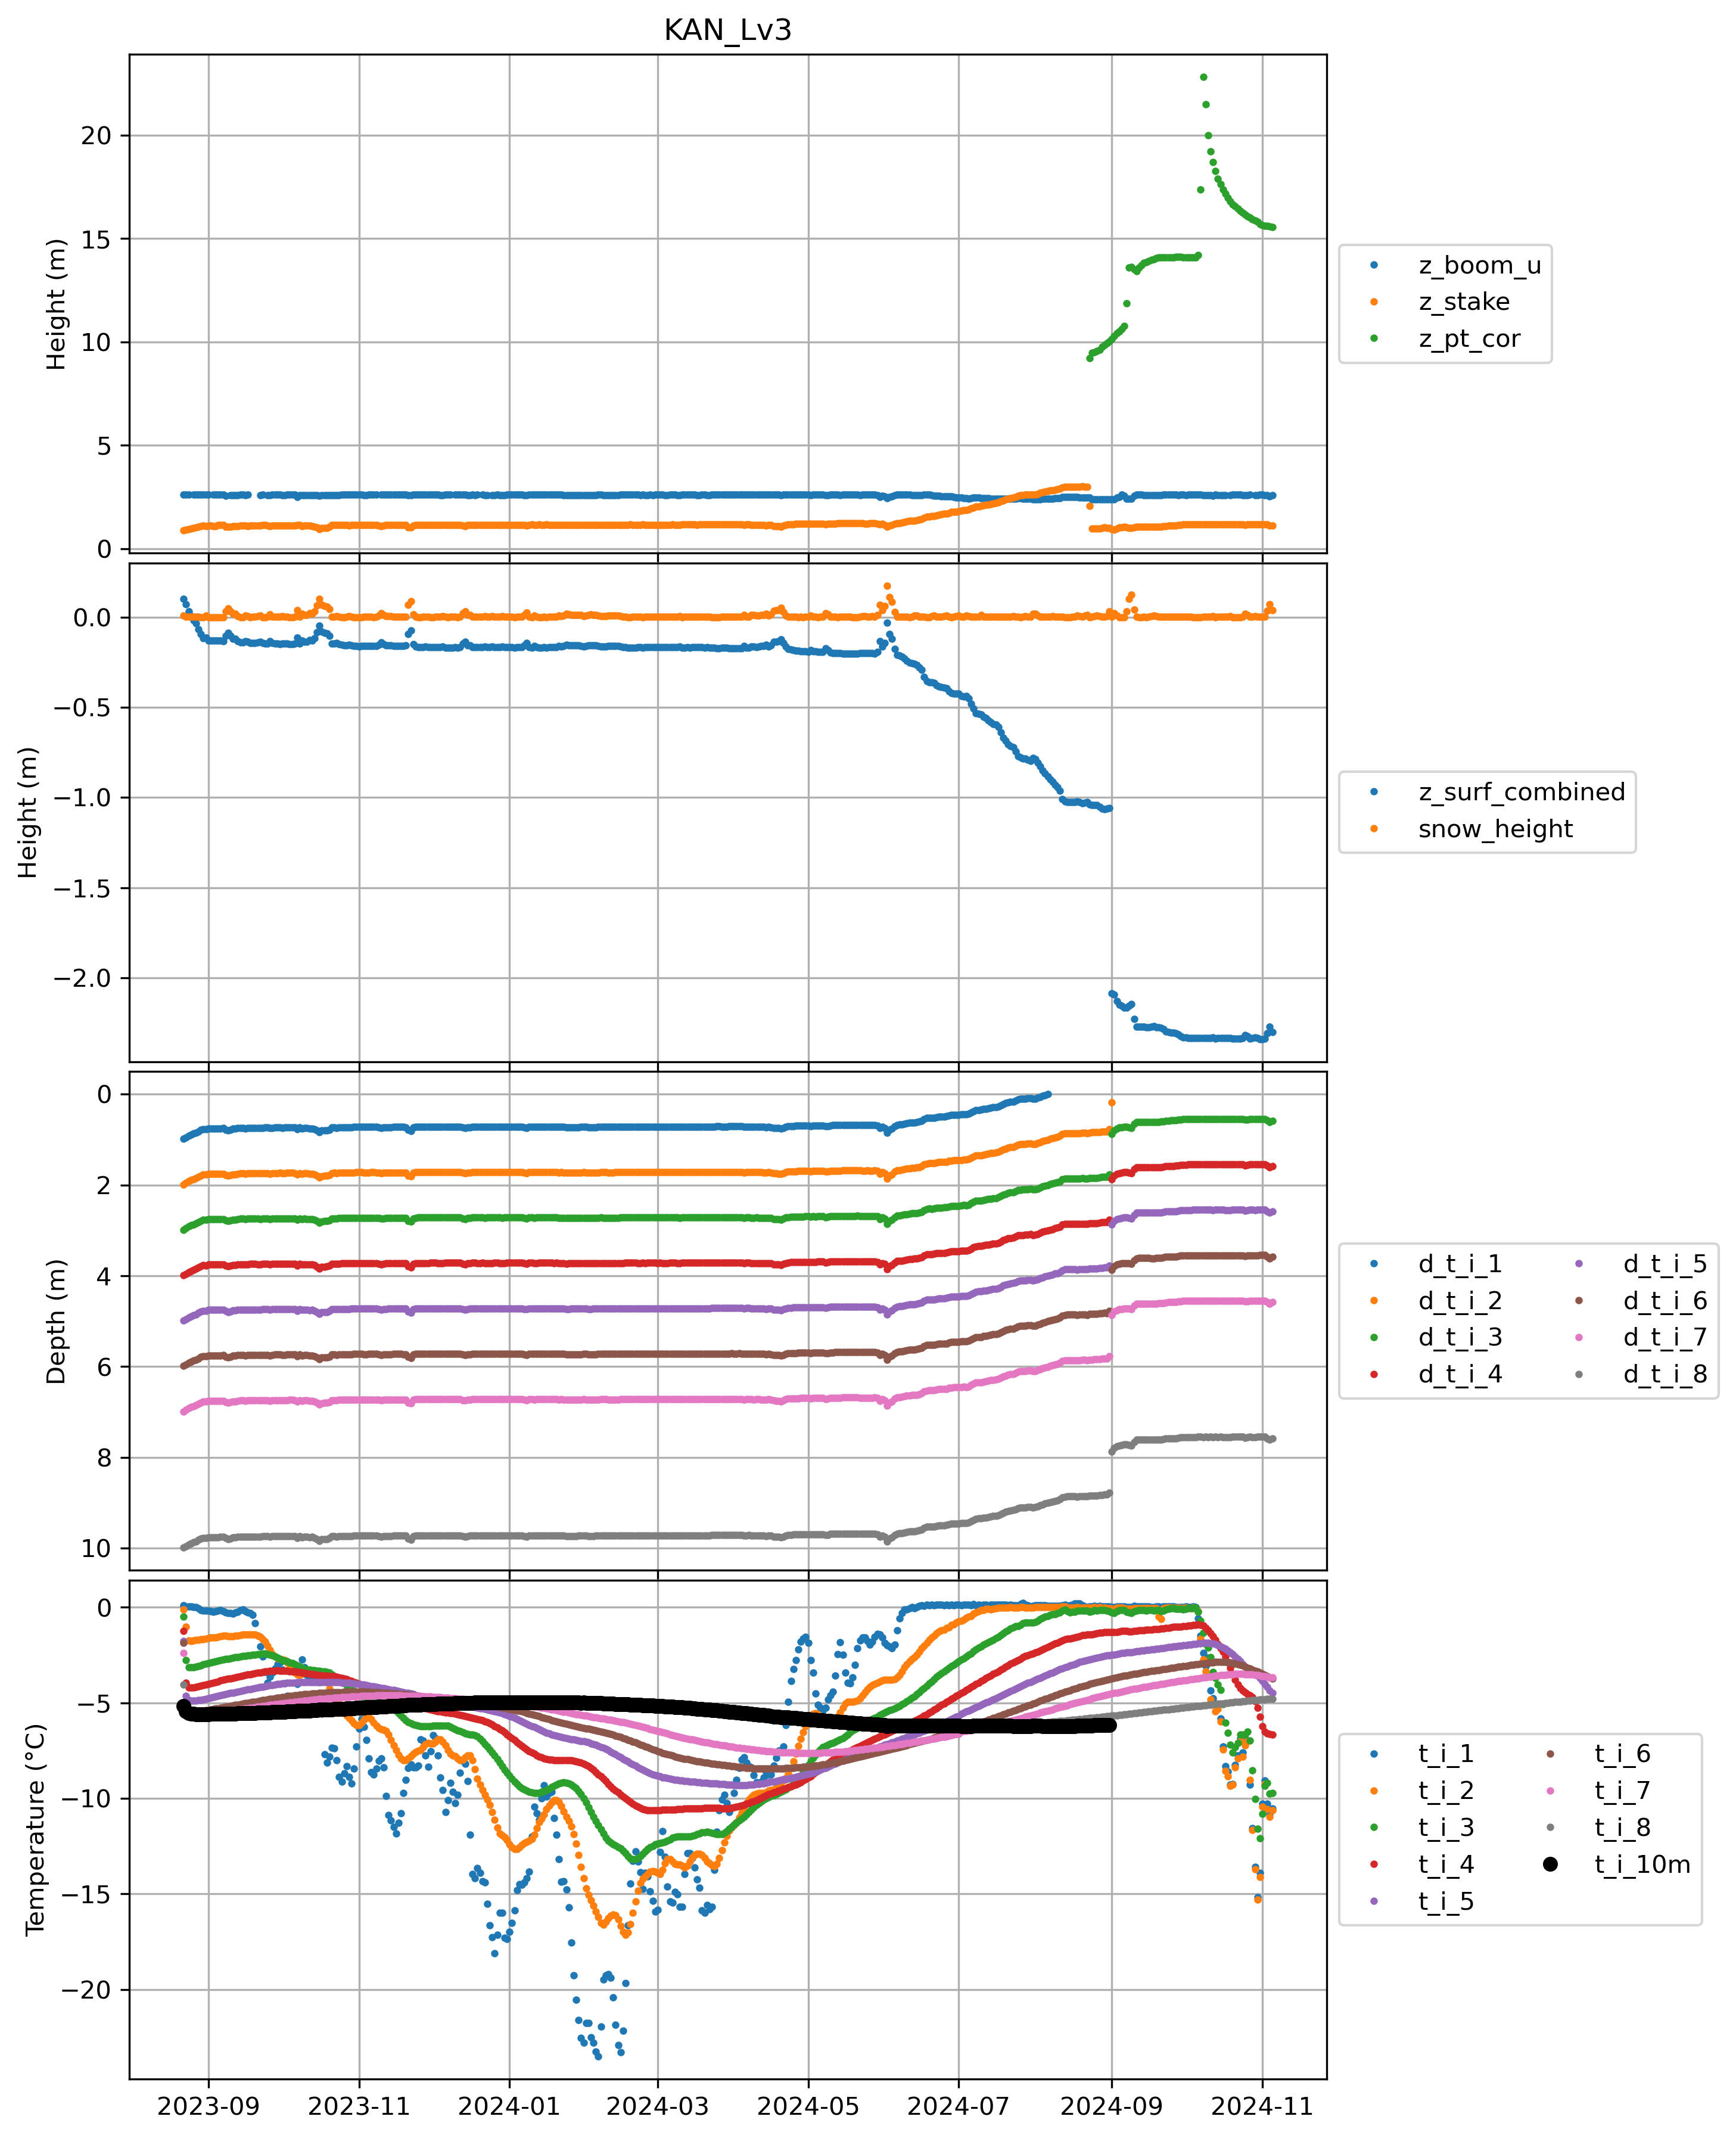 KAN_Lv3
20
15
10
5
0
Height (m)
z_boom_u
z_stake
z_pt_cor
0.0
−0.5
−1.0
−1.5
−2.0
Height (m)
z_surf_combined
snow_height
0
2
4
6
8
10
Depth (m)
d_t_i_1
d_t_i_2
d_t_i_3
d_t_i_4
d_t_i_5
d_t_i_6
d_t_i_7
d_t_i_8
0
−5
−10
−15
−20
Temperature (°C)
t_i_1
t_i_2
t_i_3
t_i_4
t_i_5
t_i_6
t_i_7
t_i_8
t_i_10m
2023-09 2023-11 2024-01 2024-03 2024-05 2024-07 2024-09 2024-11